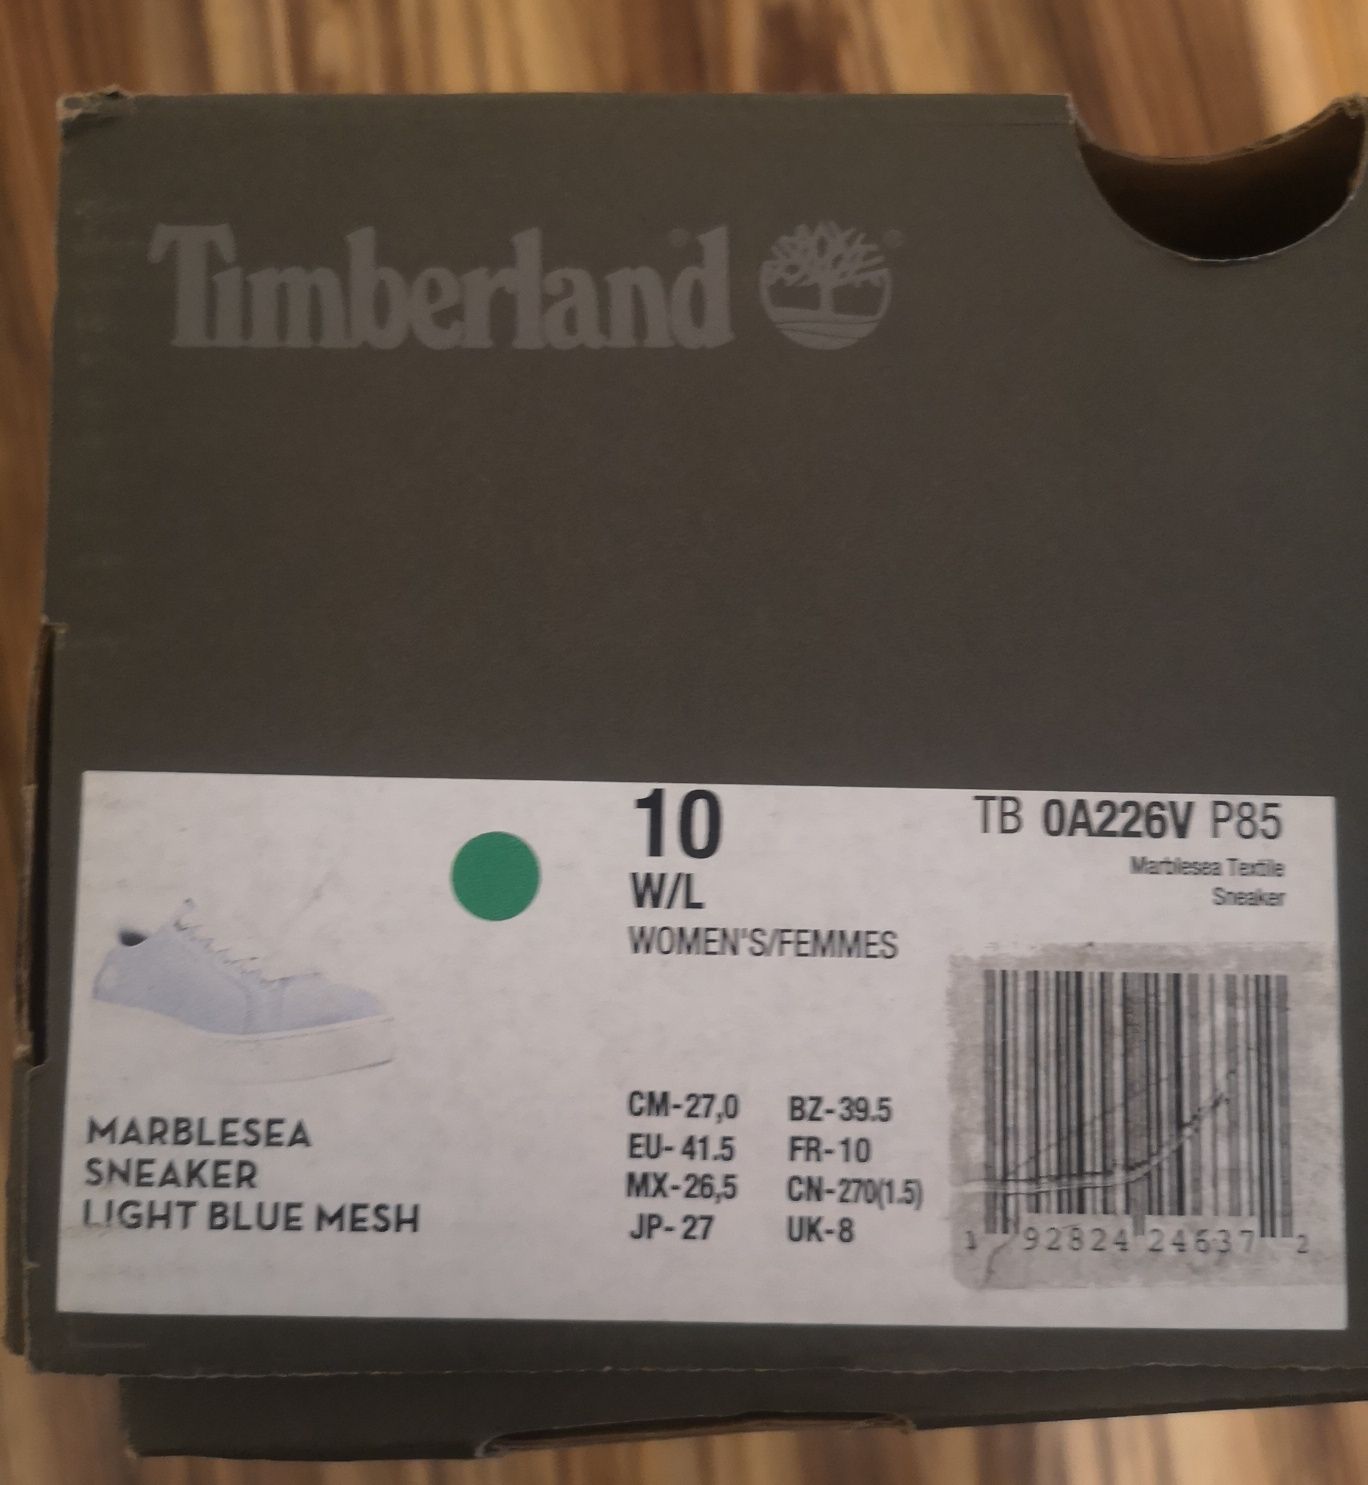 Timberland
10
W/L
WOMEN'S/FEMMES
TB 0A226V P85
Marblesea Textile
Sneaker
MARBLESEA
SNEAKER
LIGHT BLUE MESH
CM-27,0 BZ-39.5
EU-41.5 FR-10
MX-26,5 CN-270(1.5)
JP-27 UK-8
1 92824 24637 2